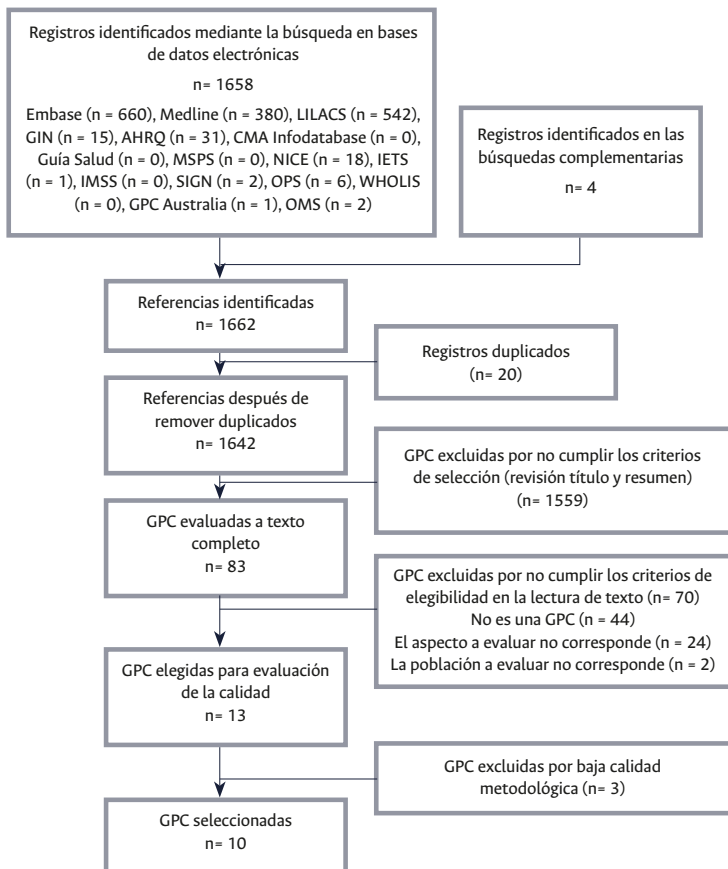 Registros identificados mediante la búsqueda en bases
de datos electrónicas
n= 1658
Embase (n = 660), Medline (n = 380), LILACS (n = 542),
GIN (n = 15), AHRQ (n = 31), CMA Infodatabase (n = 0),
Guía Salud (n = 0), MSPS (n = 0), NICE (n = 18), IETS
(n = 1), IMSS (n = 0), SIGN (n = 2), OPS (n = 6), WHOLIS
(n = 0), GPC Australia (n = 1), OMS (n = 2)
Registros identificados en las
búsquedas complementarias
n= 4
Referencias identificadas
n= 1662
Registros duplicados
(n= 20)
Referencias después de
remover duplicados
n= 1642
GPC excluidas por no cumplir los criterios
de selección (revisión título y resumen)
(n= 1559)
GPC evaluadas a texto
completo
n= 83
GPC excluidas por no cumplir los criterios de
elegibilidad en la lectura de texto (n= 70)
No es una GPC (n = 44)
El aspecto a evaluar no corresponde (n = 24)
La población a evaluar no corresponde (n = 2)
GPC elegidas para evaluación
de la calidad
n= 13
GPC excluidas por baja calidad
metodológica (n= 3)
GPC seleccionadas
n= 10